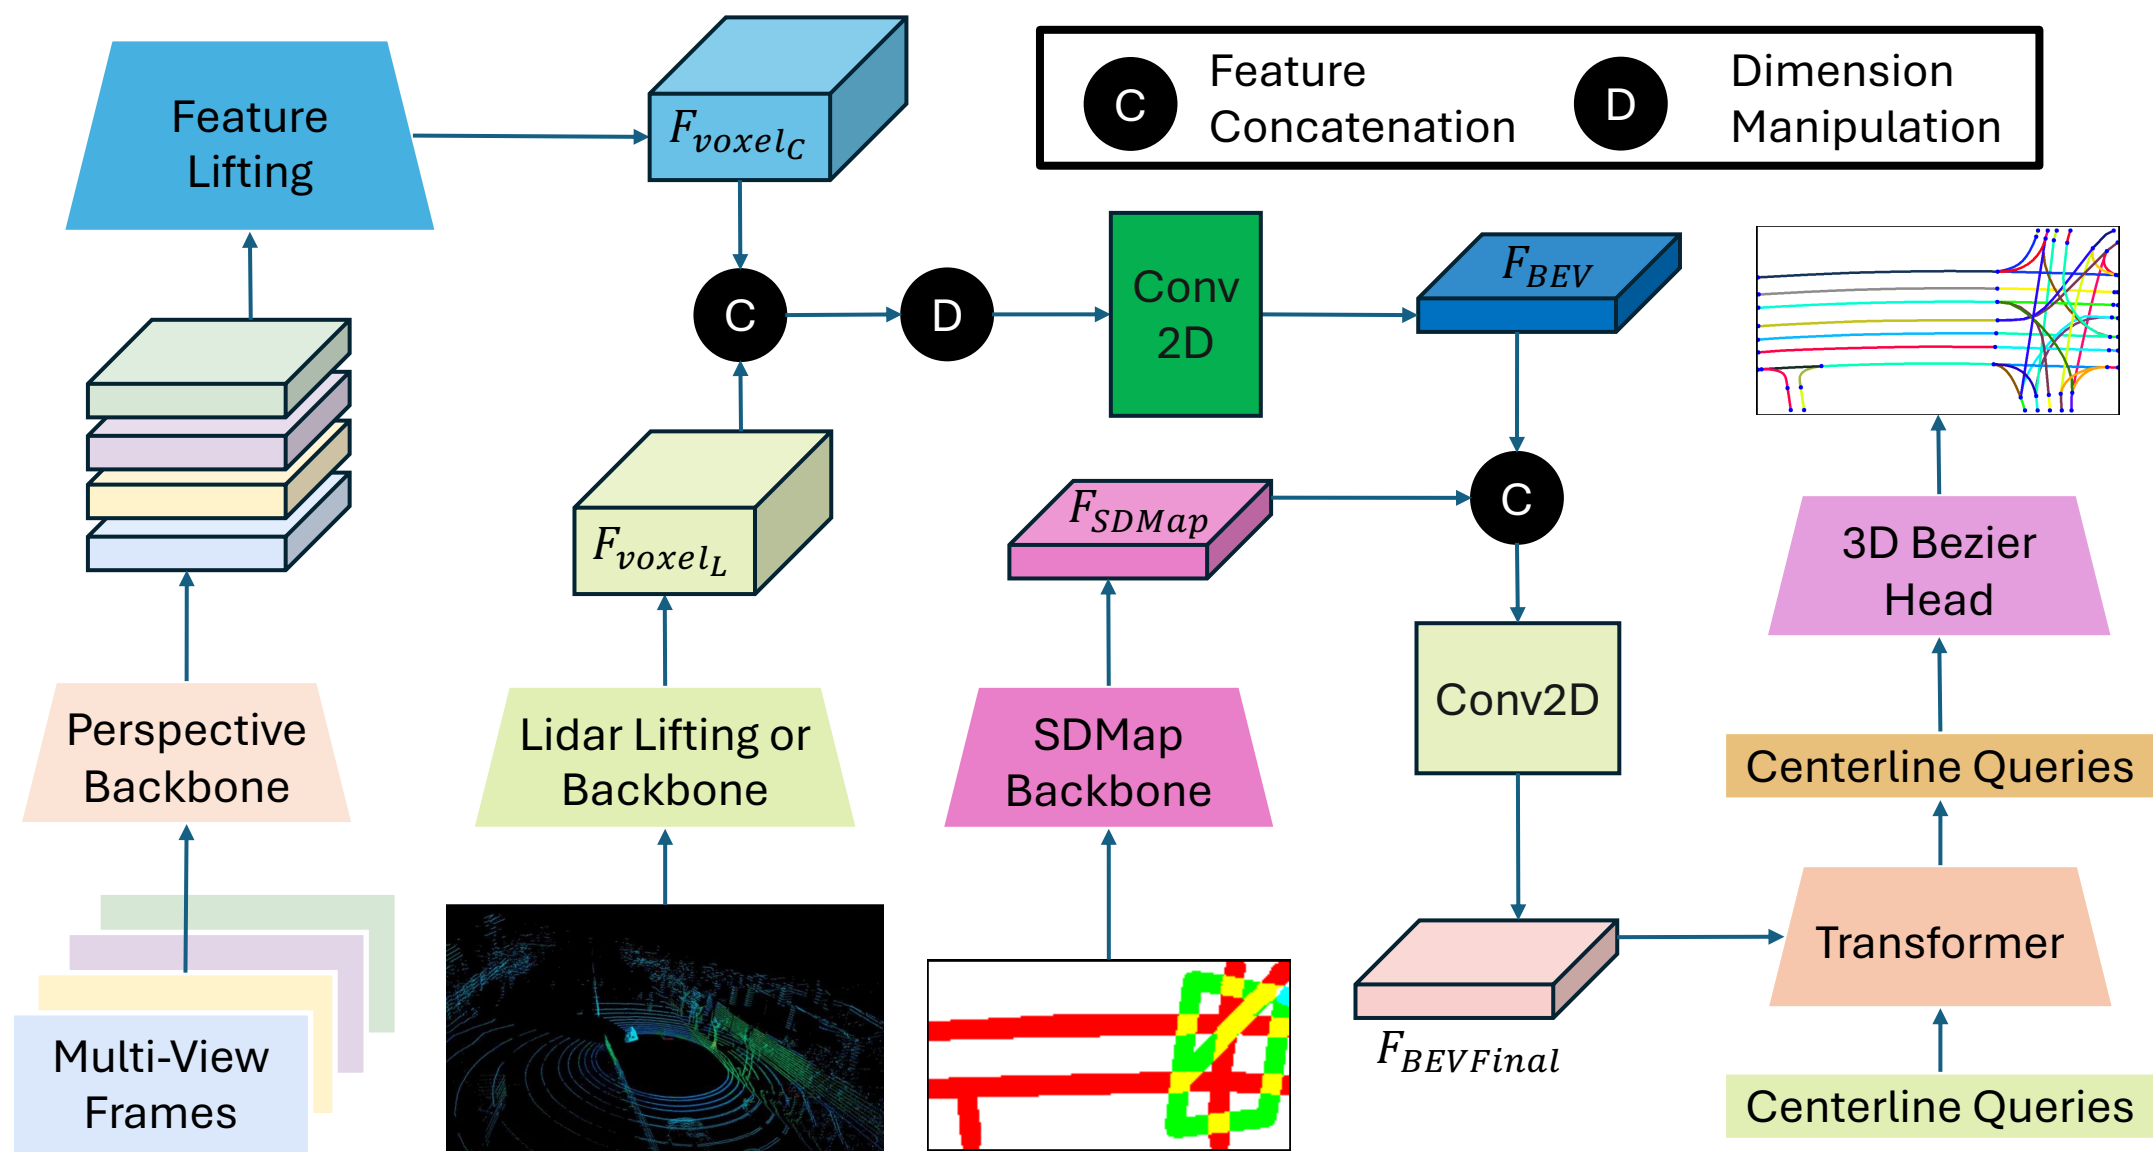 Feature
Lifting
F_{voxel_C}
C
Feature
Concatenation
D
Dimension
Manipulation
C
D
Conv
2D
F_{BEV}
F_{voxel_L}
F_{SDMap}
C
3D Bezier
Head
Perspective
Backbone
Lidar Lifting or
Backbone
SDMap
Backbone
Conv2D
Centerline Queries
Transformer
F_{BEVFinal}
Multi-View
Frames
Centerline Queries